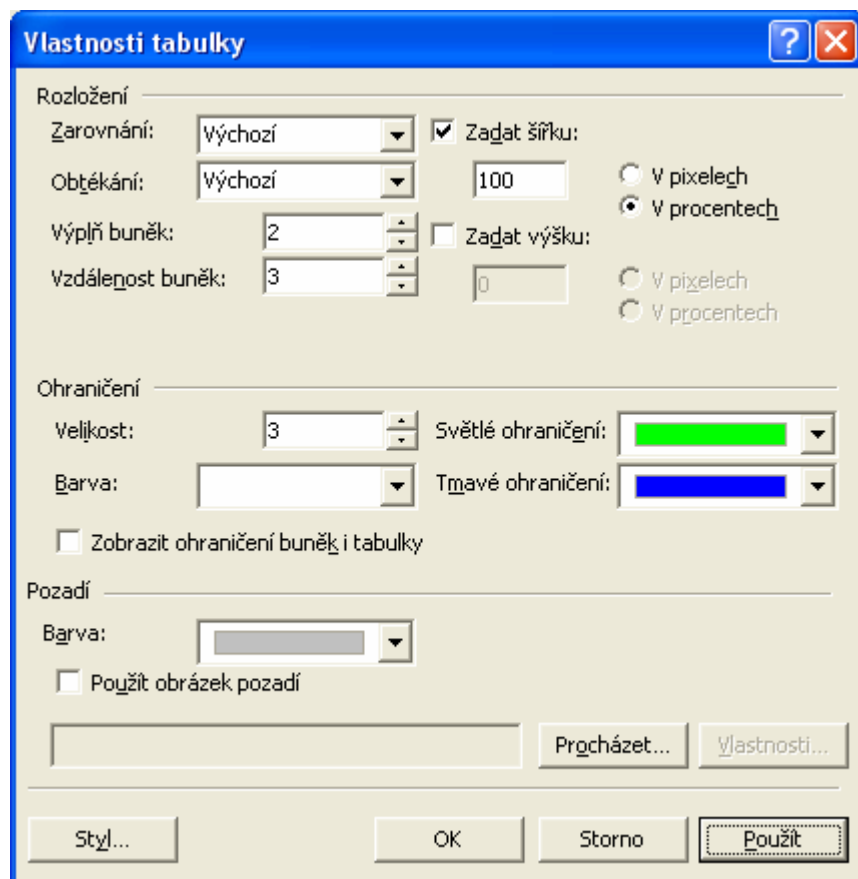 Vlastnosti tabulky
Rozložení
Zarovnání: Výchozí Zadat šířku:
Obtékání: Výchozí 100 V pixelech
V procentech
Výplň buněk: 2 Zadat výšku:
Vzdálenost buněk: 3 0 V pixelech
V procentech
Ohraničení
Velikost: 3 Světlé ohraničení:
Barva: Tmavé ohraničení:
Zobrazit ohraničení buněk i tabulky
Pozadí
Barva:
Použít obrázek pozadí
Procházet... Vlastnosti...
Styl... OK Storno Použít